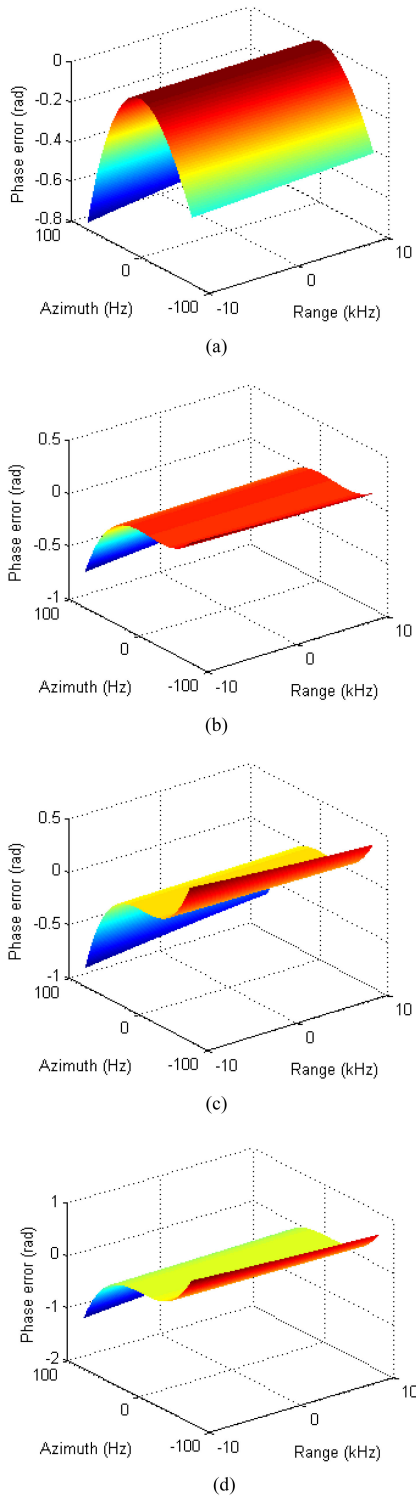 0
-0.2
-0.4
-0.6
-0.8
Phase error (rad)
100
0
-100
Azimuth (Hz)
-10
0
10
Range (kHz)
(a)
0.5
0
-0.5
-1
Phase error (rad)
100
0
-100
Azimuth (Hz)
-10
0
10
Range (kHz)
(b)
0.5
0
-0.5
-1
Phase error (rad)
100
0
-100
Azimuth (Hz)
-10
0
10
Range (kHz)
(c)
1
0
-1
-2
Phase error (rad)
100
0
-100
Azimuth (Hz)
-10
0
10
Range (kHz)
(d)